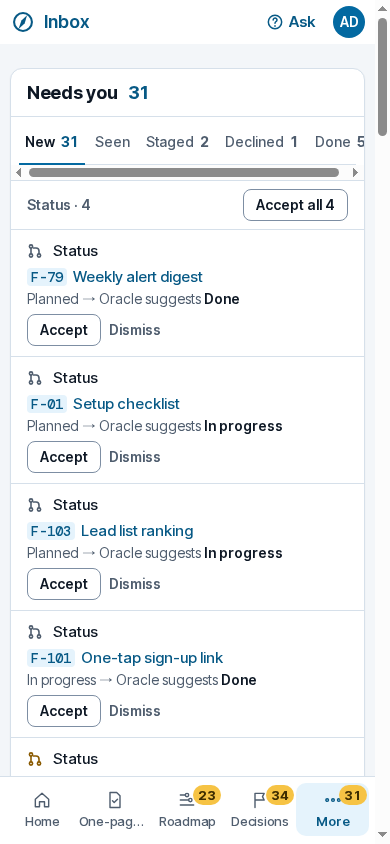 Inbox
Ask
AD
Needs you 31
New 31 Seen Staged 2 Declined 1 Done 5
Status · 4
Accept all 4
Status
F-79 Weekly alert digest
Planned → Oracle suggests Done
Accept Dismiss
Status
F-01 Setup checklist
Planned → Oracle suggests In progress
Accept Dismiss
Status
F-103 Lead list ranking
Planned → Oracle suggests In progress
Accept Dismiss
Status
F-101 One-tap sign-up link
In progress → Oracle suggests Done
Accept Dismiss
Status
23 34 31
Home One-pag... Roadmap Decisions More